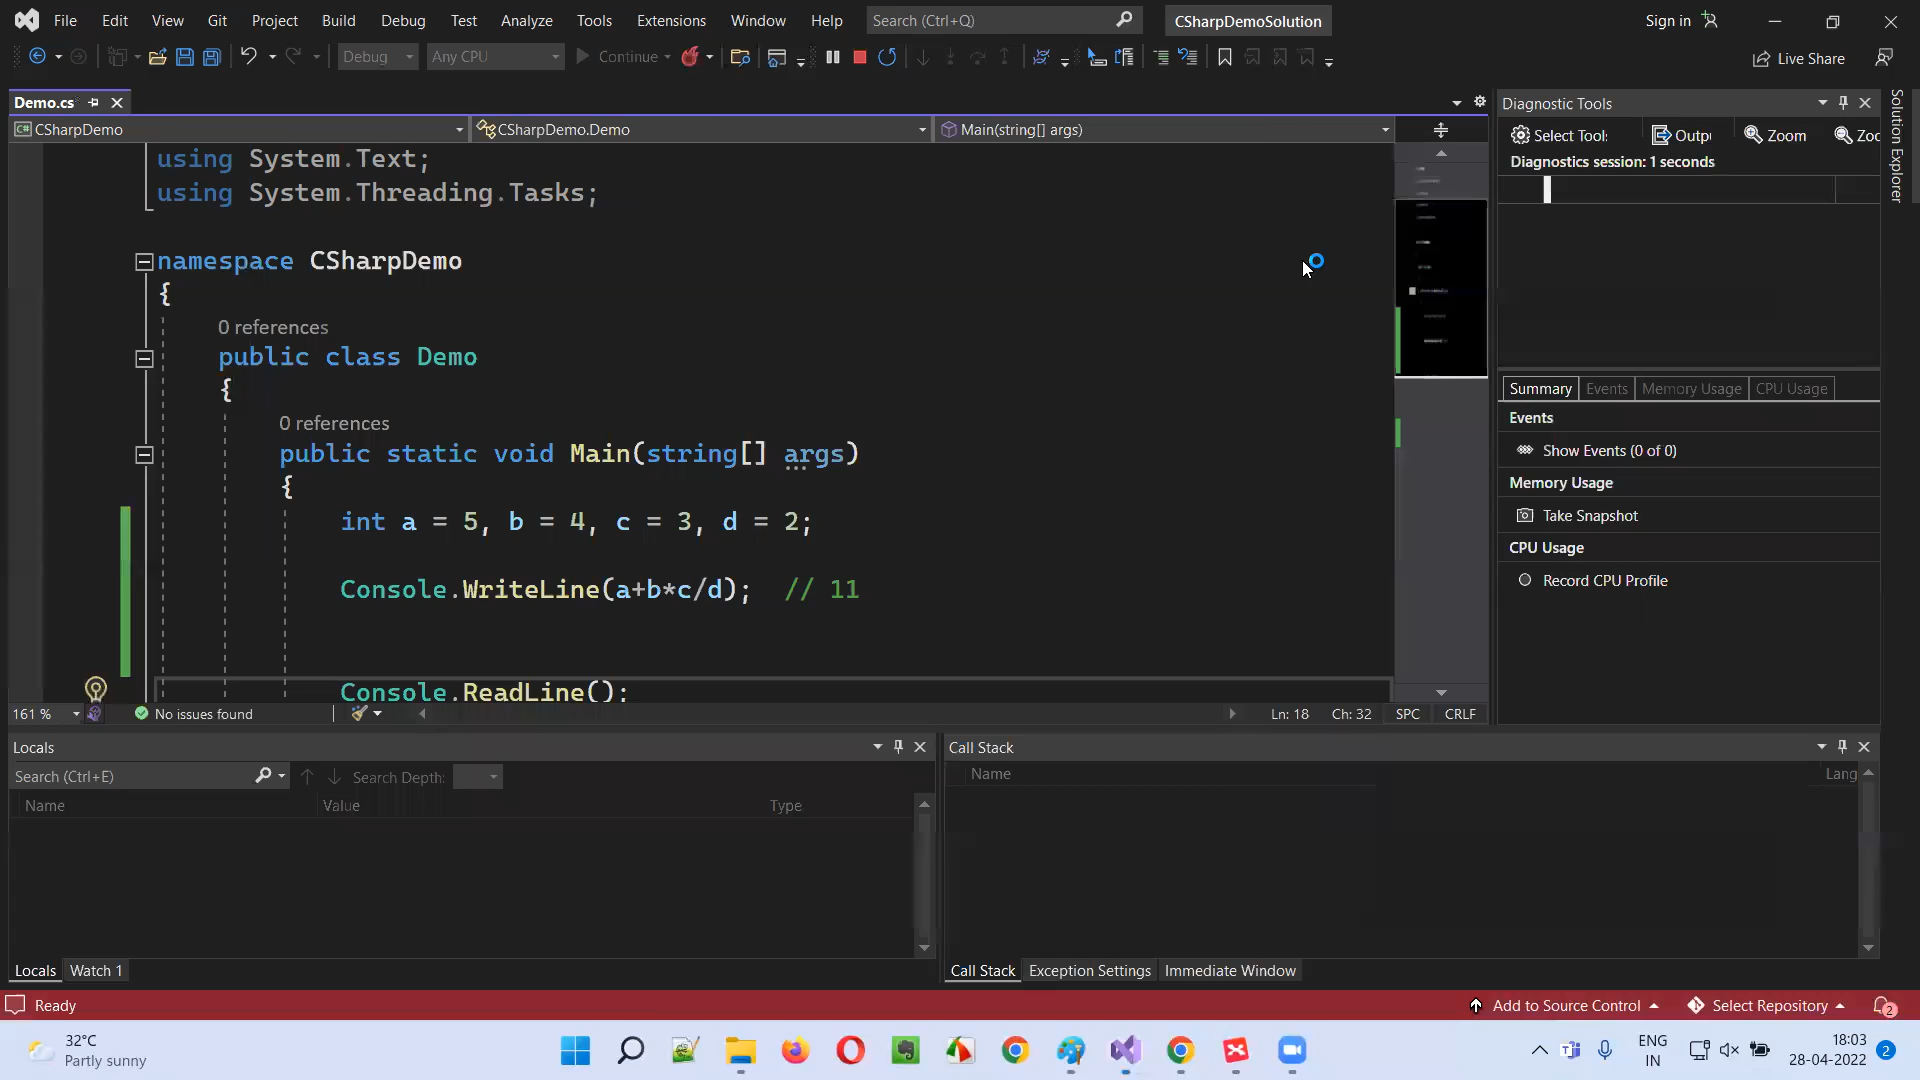 File Edit View Git Project Build Debug Test Analyze Tools Extensions Window Help Search (Ctrl+Q) CSharpDemoSolution Sign in
Debug Any CPU Continue Live Share
Demo.cs
CSharpDemo CSharpDemo.Demo Main(string[] args)
using System.Text;
using System.Threading.Tasks;
namespace CSharpDemo
{
0 references
public class Demo
{
0 references
public static void Main(string[] args)
{
int a = 5, b = 4, c = 3, d = 2;
Console.WriteLine(a+b*c/d); // 11
Console.ReadLine();
161 % No issues found Ln: 18 Ch: 32 SPC CRLF
Diagnostic Tools
Select Tool: Outpu Zoom Zoo
Diagnostics session: 1 seconds
Summary Events Memory Usage CPU Usage
Events
Show Events (0 of 0)
Memory Usage
Take Snapshot
CPU Usage
Record CPU Profile
Solution Explorer
Locals
Search (Ctrl+E) Search Depth:
Name Value Type
Locals Watch 1
Call Stack
Name Lang
Call Stack Exception Settings Immediate Window
Ready Add to Source Control Select Repository 2
32°C
Partly sunny
ENG
IN
18:03
28-04-2022
2